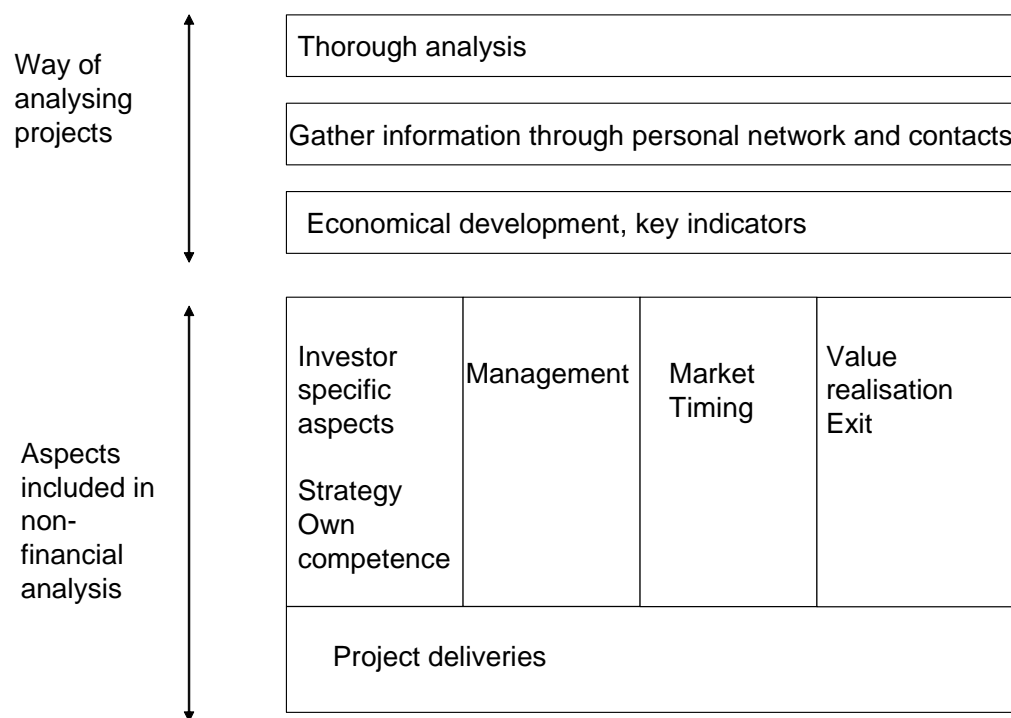 Way of
analysing
projects
Thorough analysis
Gather information through personal network and contacts
Economical development, key indicators
Aspects
included in
non-
financial
analysis
Investor
specific
aspects
Strategy
Own
competence
Management
Market
Timing
Value
realisation
Exit
Project deliveries